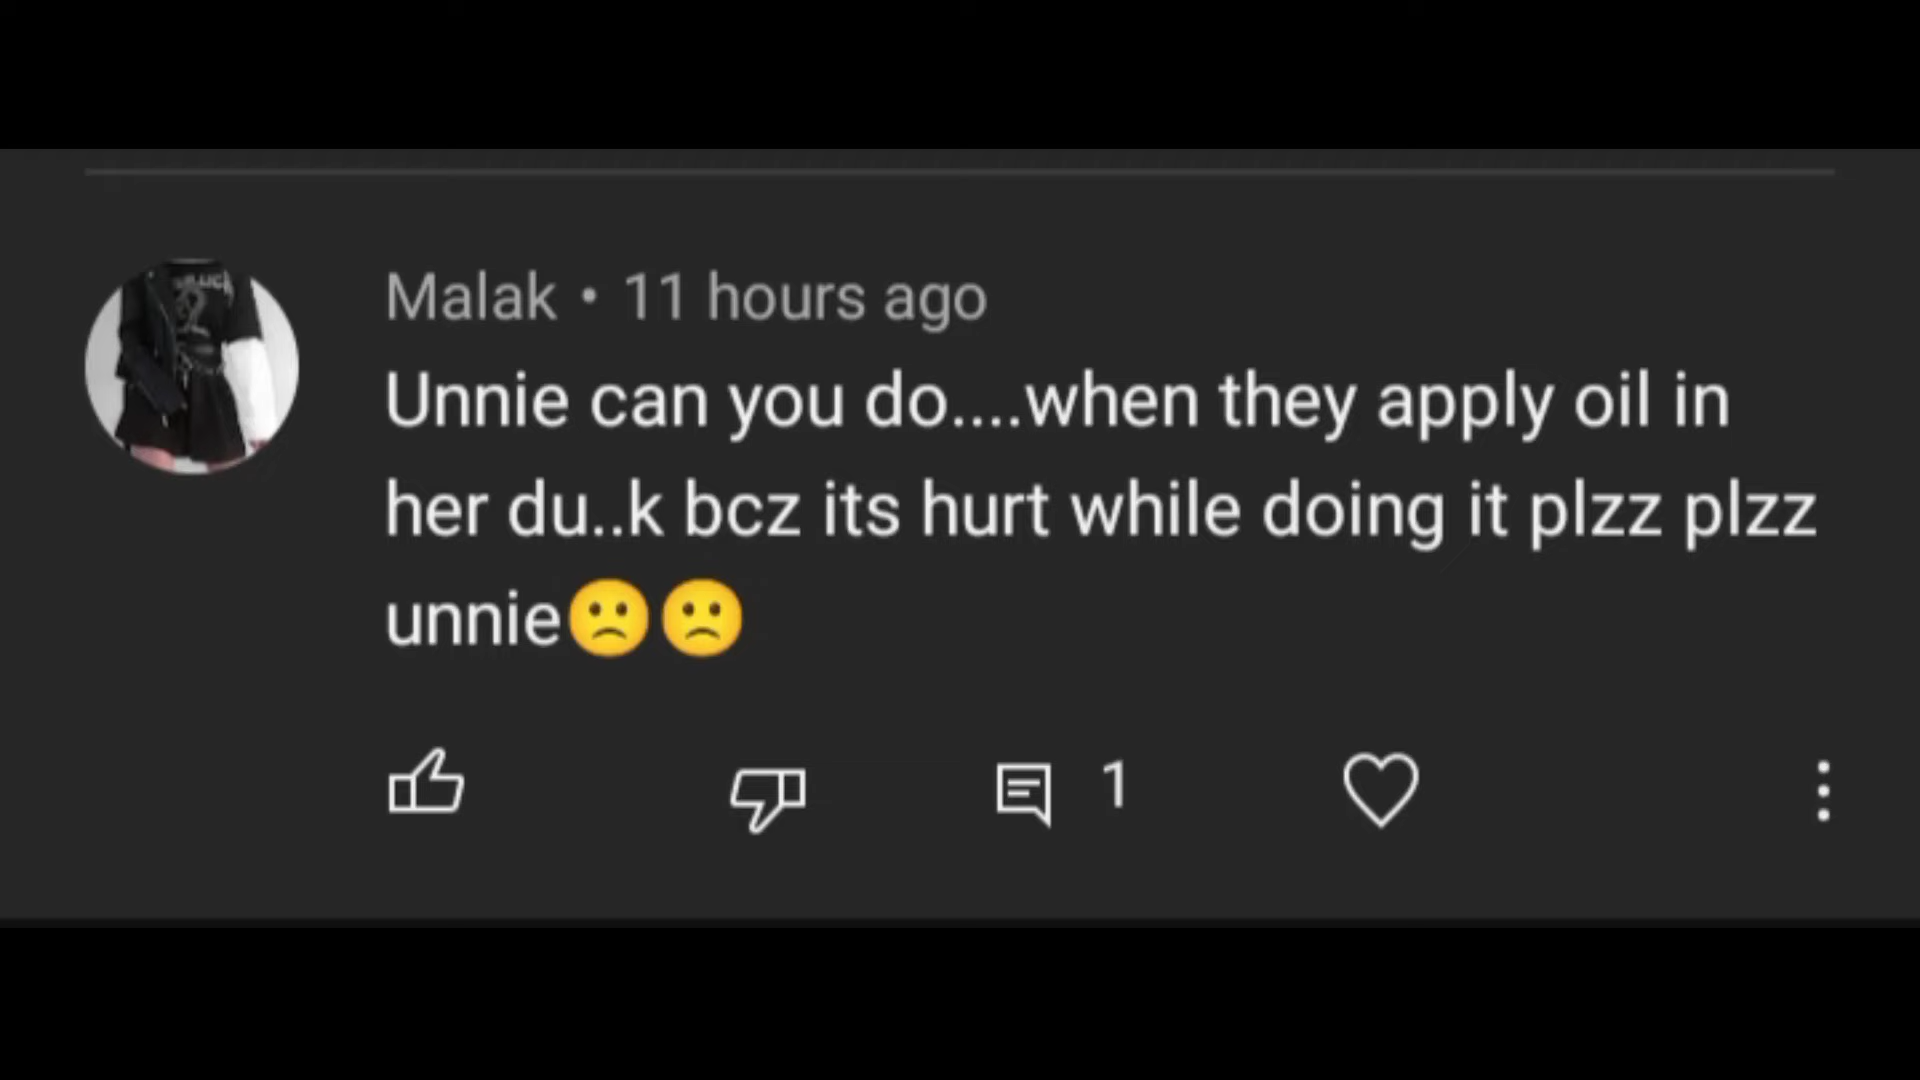 Malak • 11 hours ago
Unnie can you do....when they apply oil in
her du..k bcz its hurt while doing it plzz plzz
unnie🙁🙁
1